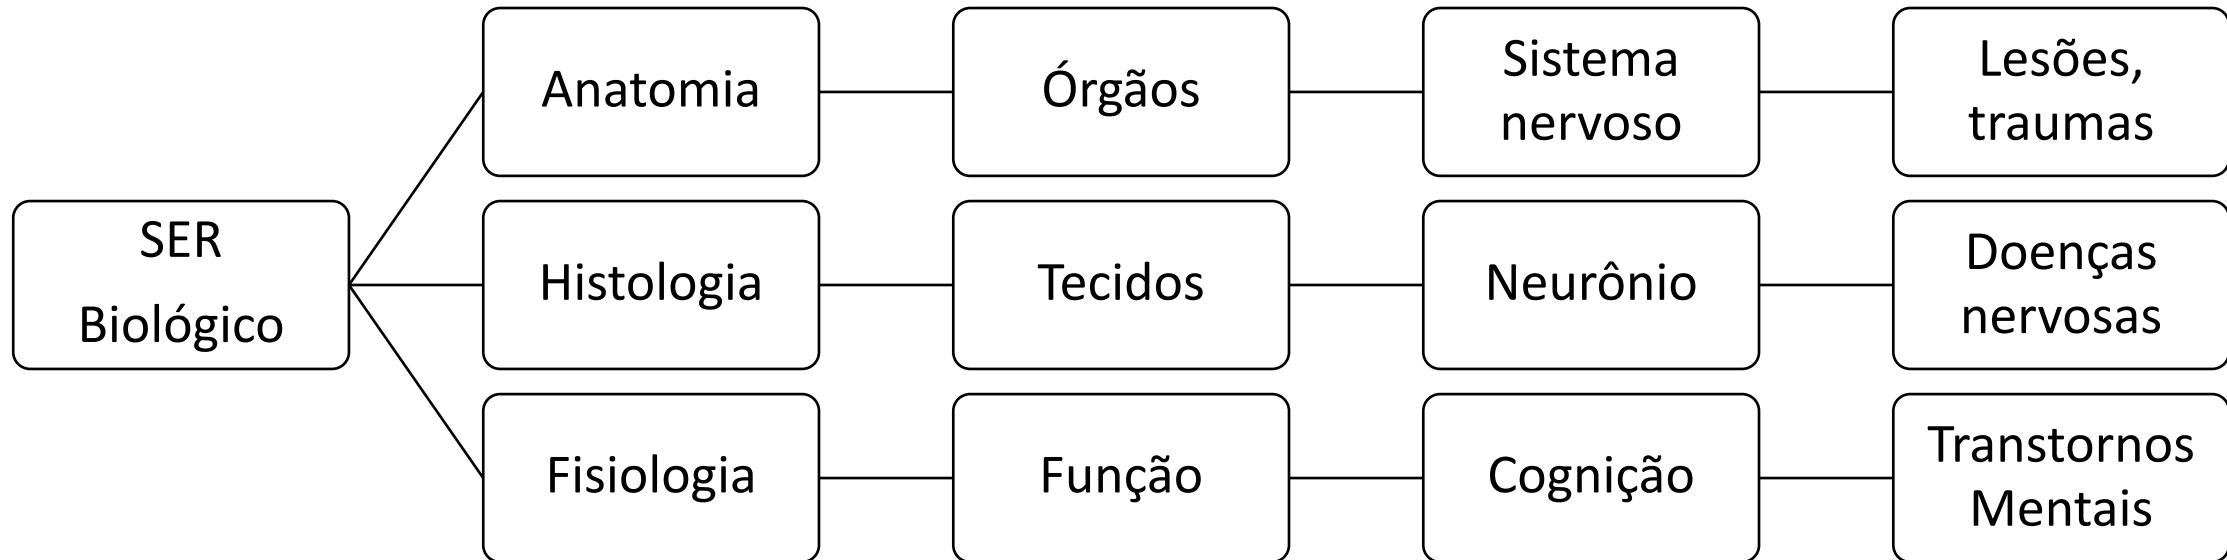 SER
Biológico
Anatomia
Órgãos
Sistema
nervoso
Lesões,
traumas
Histologia
Tecidos
Neurônio
Doenças
nervosas
Fisiologia
Função
Cognição
Transtornos
Mentais